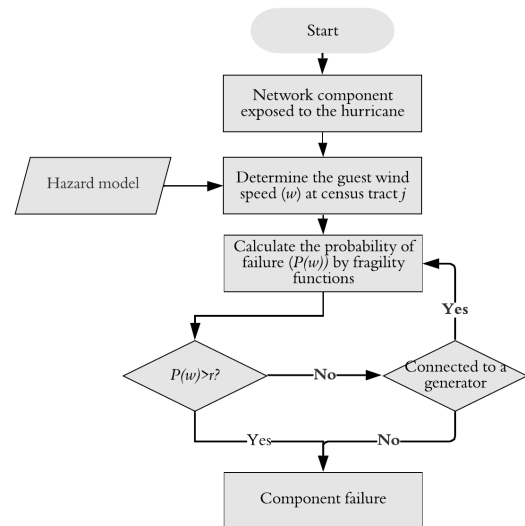 Start
Network component
exposed to the hurricane
Hazard model
Determine the guest wind
speed (w) at census tract j
Calculate the probability of
failure (P(w)) by fragility
functions
Yes
P(w)>r?
No
Connected to a
generator
Yes
No
Component failure